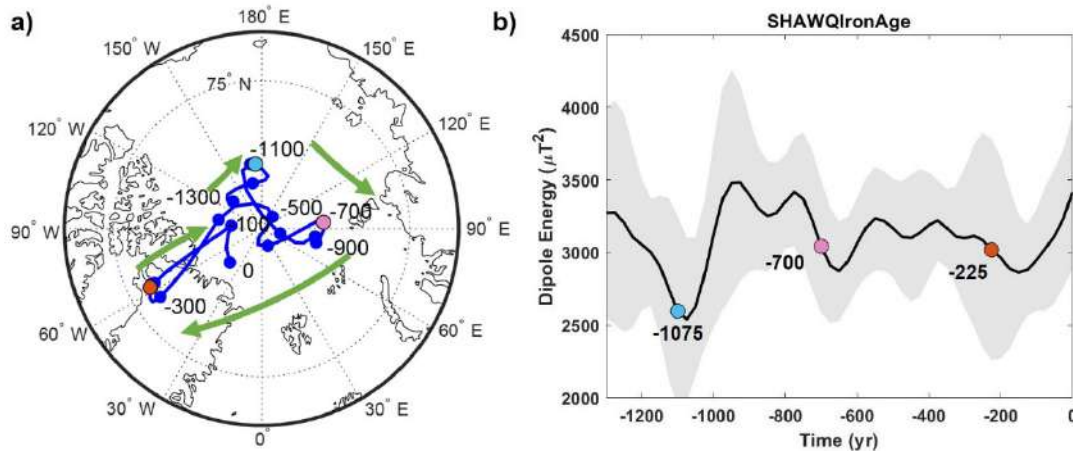 a)
180° E
150° W
150° E
75° N
120° W
120° E
-1100
-1300
-500
-700
100
90° W
90° E
-900
0
-300
60° W
60° E
30° W
30° E
0°
b)
SHAWQIronAge
4500
4000
3500
3000
2500
2000
Dipole Energy (μT²)
-700
-225
-1075
-1200
-1000
-800
-600
-400
-200
0
Time (yr)